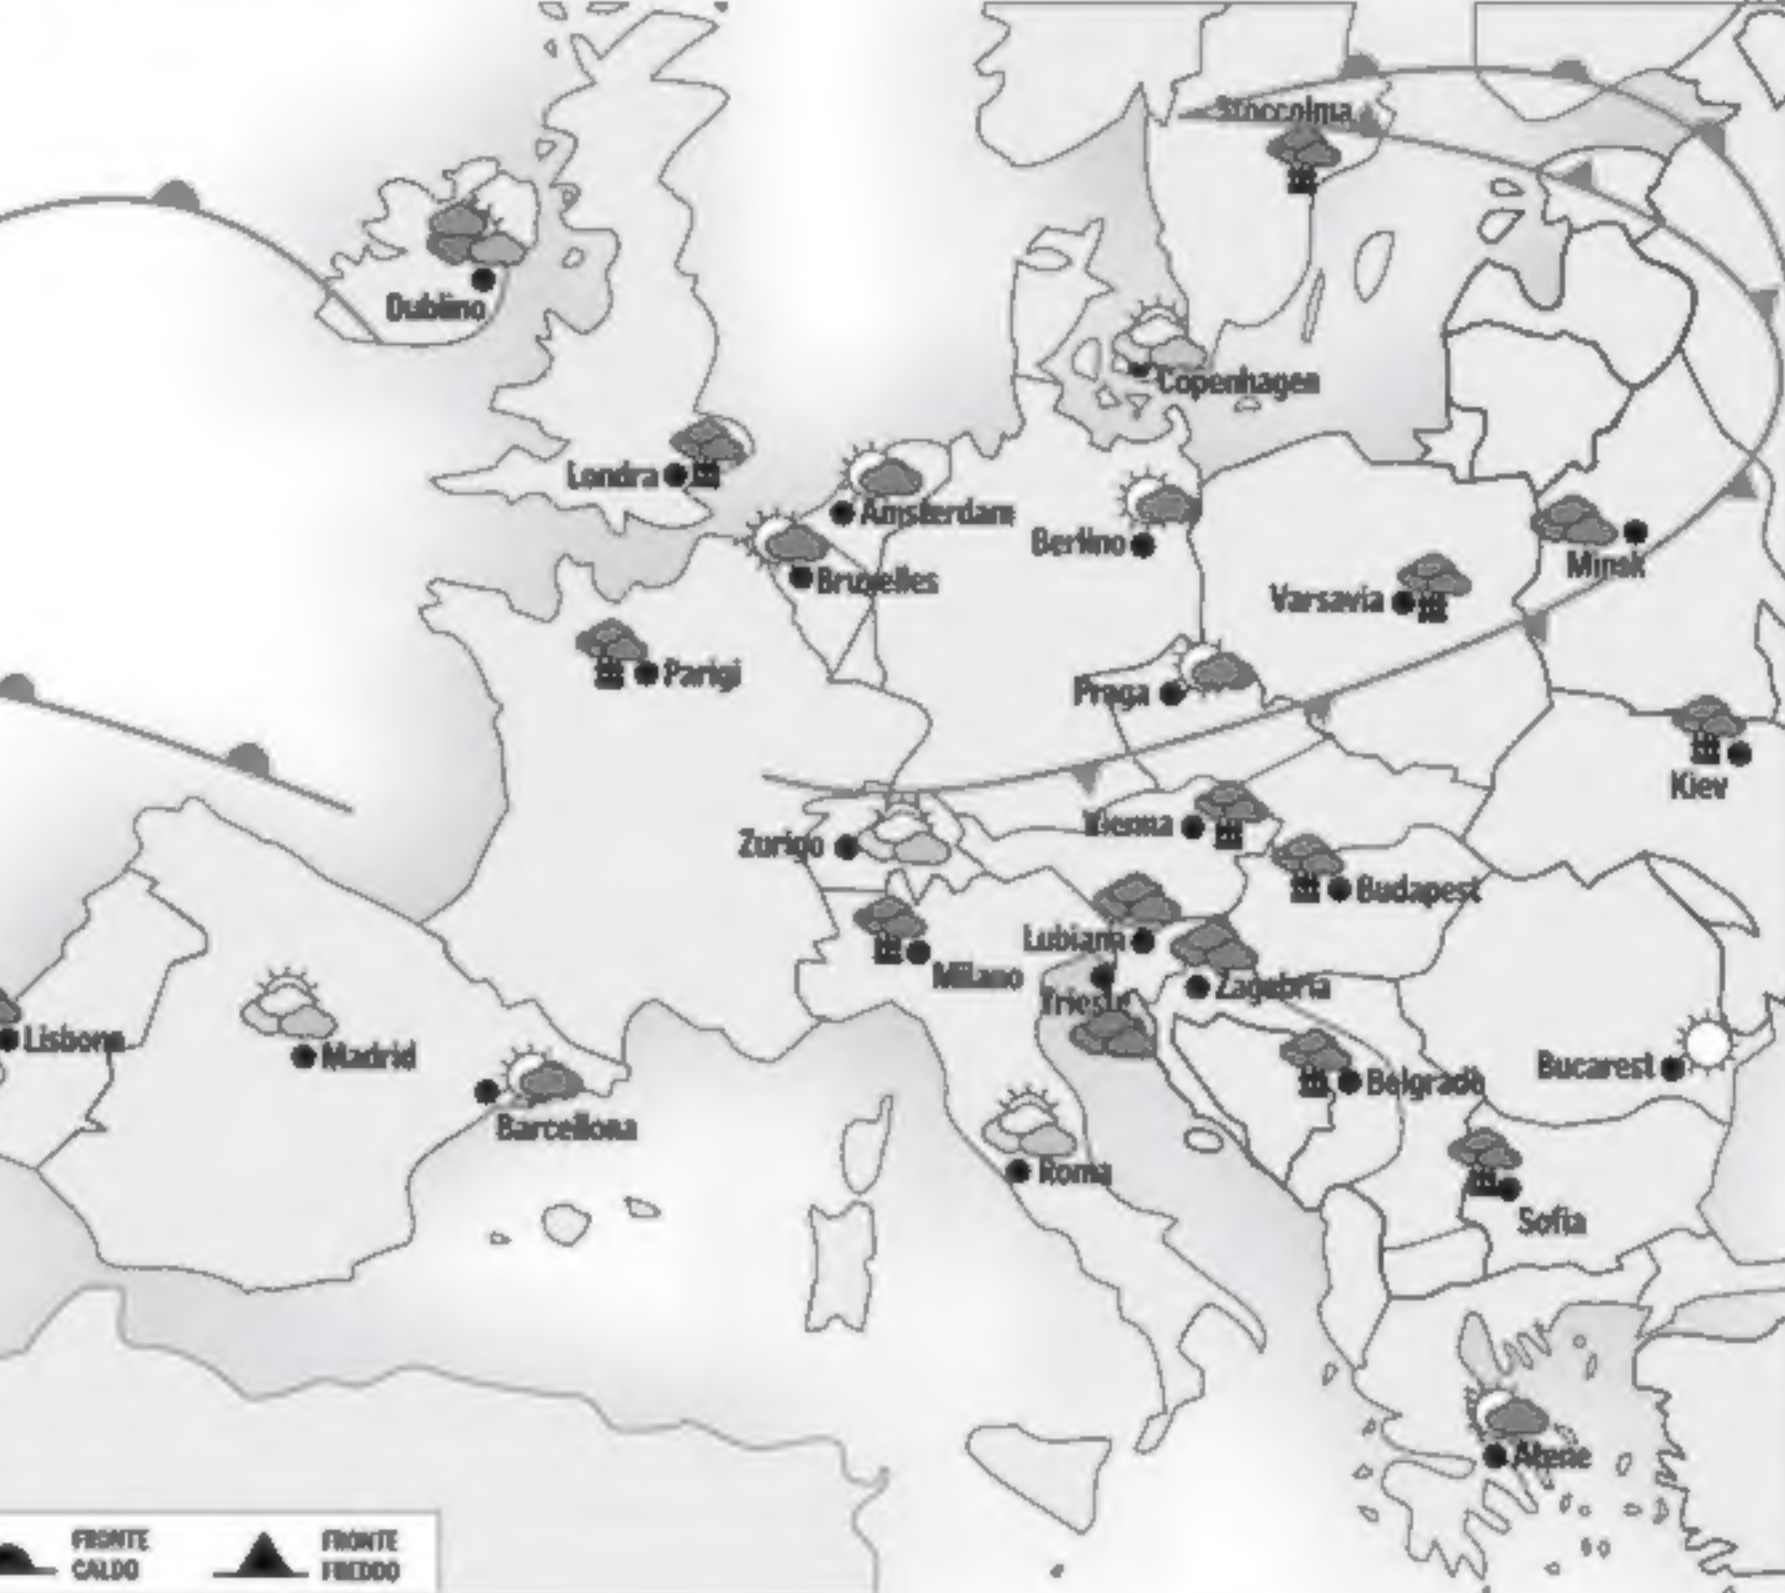 Stoccolma
Dublino
Copenhagen
Londra
Amsterdam
Berlino
Bruxelles
Minsk
Varsavia
Parigi
Praga
Kiev
Vienna
Zurigo
Budapest
Lubiana
Milano
Zagabria
Trieste
Lisbona
Madrid
Bucarest
Belgrado
Barcellona
Roma
Sofia
Atene
FRONTE
CALDO
FRONTE
FREDDO